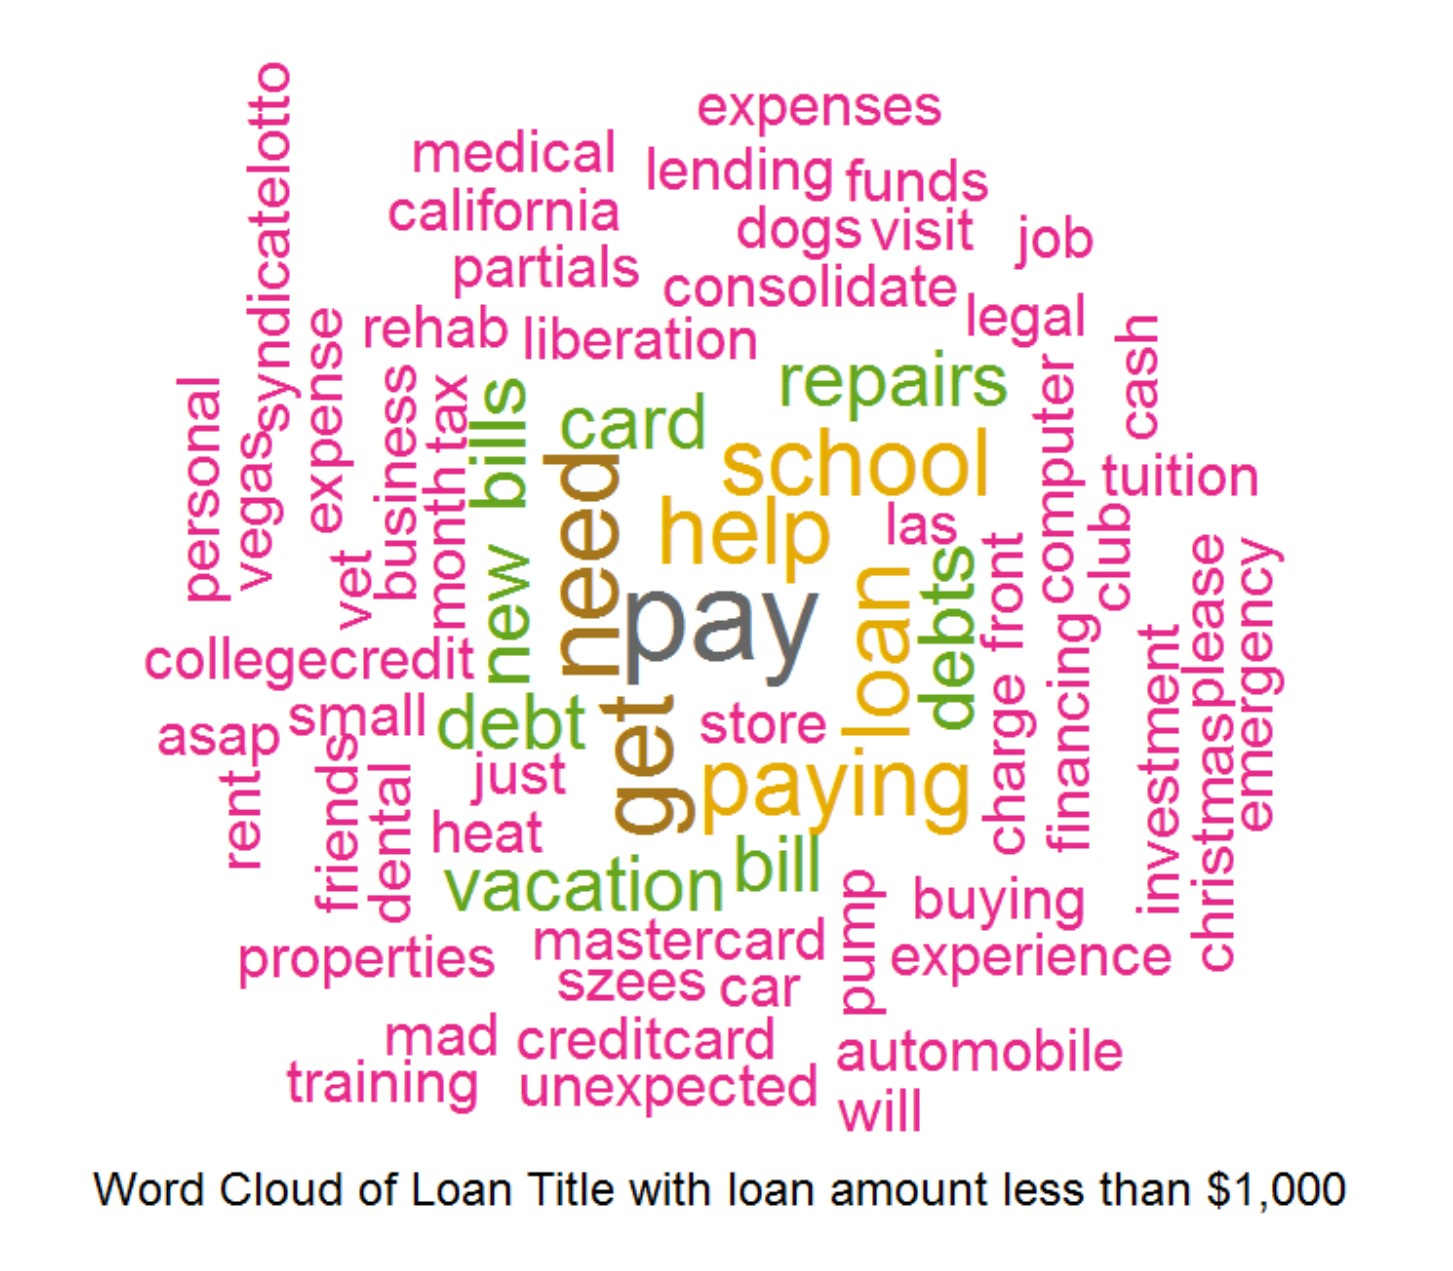 expenses
medical
lending
funds
california
dogs
visit
job
partials
consolidate
syndicatelotto
rehab
liberation
legal
expense
cash
personal
vegas
business
tax
month
bills
card
repairs
school
computer
tuition
need
help
las
club
vet
new
pay
loan
debts
front
please
emergency
college
credit
financing
investment
asap
small
debt
get
store
charge
christmas
rent
friends
dental
just
heat
paying
vacation
bill
pump
buying
properties
mastercard
experience
szees
car
mad
creditcard
automobile
training
unexpected
will
Word Cloud of Loan Title with loan amount less than $1,000